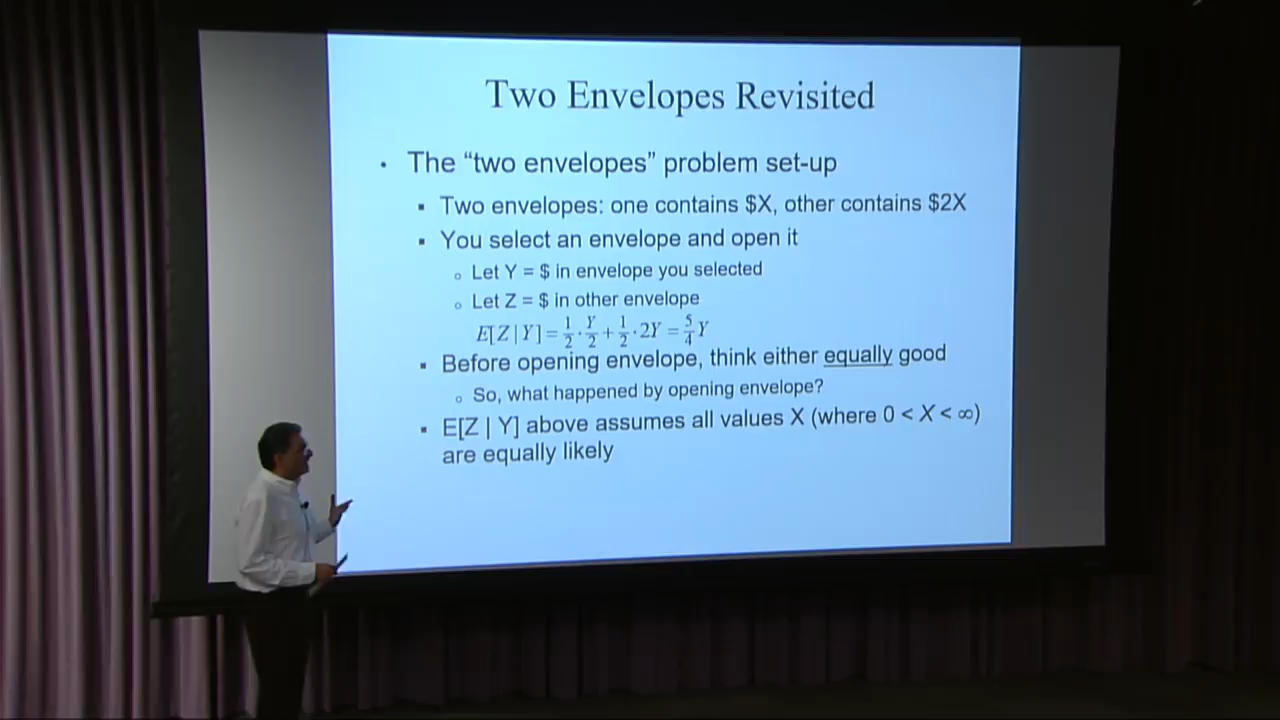 Two Envelopes Revisited
• The “two envelopes” problem set-up
▪ Two envelopes: one contains $X, other contains $2X
▪ You select an envelope and open it
○ Let Y = $ in envelope you selected
○ Let Z = $ in other envelope
E[Z | Y] = 1/2 · Y/2 + 1/2 · 2Y = 5/4 Y
▪ Before opening envelope, think either equally good
○ So, what happened by opening envelope?
▪ E[Z | Y] above assumes all values X (where 0 < X < ∞)
are equally likely